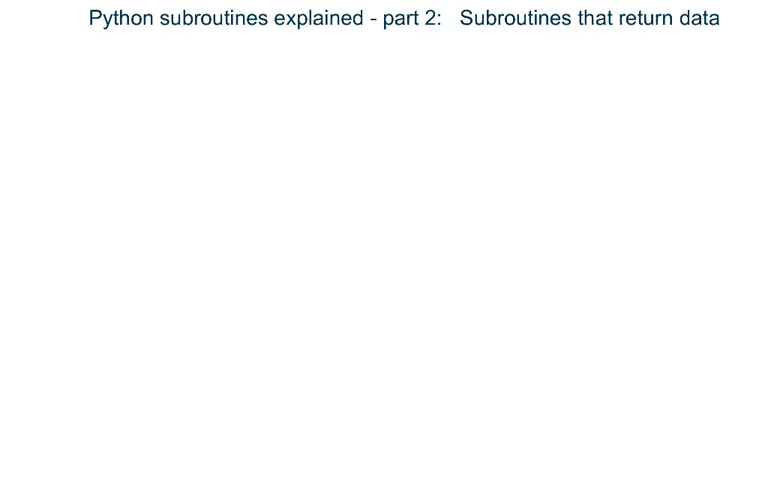 Python subroutines explained - part 2:   Subroutines that return data